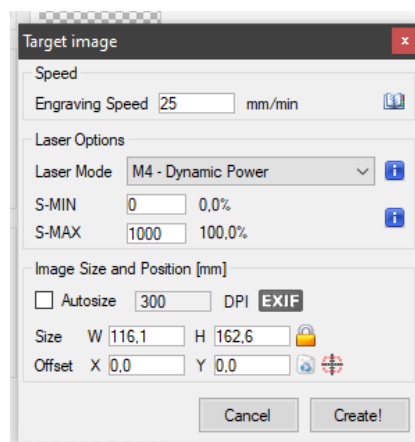 Target image x
Speed
Engraving Speed 25 mm/min
Laser Options
Laser Mode M4 - Dynamic Power i
S-MIN 0 0,0%
S-MAX 1000 100,0% i
Image Size and Position [mm]
Autosize 300 DPI EXIF
Size W 116,1 H 162,6
Offset X 0,0 Y 0,0
Cancel Create!